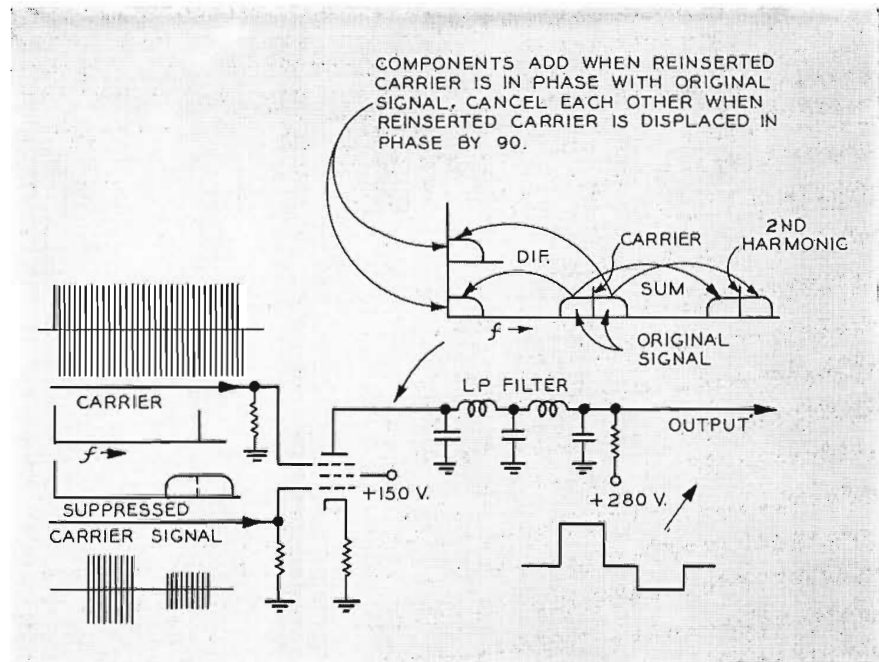 COMPONENTS ADD WHEN REINSERTED
CARRIER IS IN PHASE WITH ORIGINAL
SIGNAL. CANCEL EACH OTHER WHEN
REINSERTED CARRIER IS DISPLACED IN
PHASE BY 90.
2ND
HARMONIC
CARRIER
DIF.
SUM
f
ORIGINAL
SIGNAL
CARRIER
L.P. FILTER
OUTPUT
f
+150 V.
+280 V.
SUPPRESSED
CARRIER SIGNAL